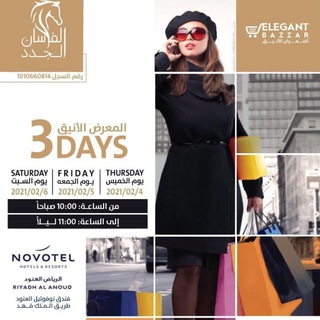 الفرسان
الجدد
رقم السجل 1010660814
ELEGANT
BAZZAR
المعرض الأنيق
3 المعرض الأنيق
DAYS
SATURDAY FRIDAY THURSDAY
يوم السبت يوم الجمعه يوم الخميس
2021/02/6 2021/02/5 2021/02/4
من الساعة: 10:00 صباحاً
إلى الساعة: 11:00 ليلاً
NOVOTEL
HOTELS & RESORTS
الرياض العنود
RIYADH AL ANOUD
فندق نوفوتيل العنود
طريق الملك فهد